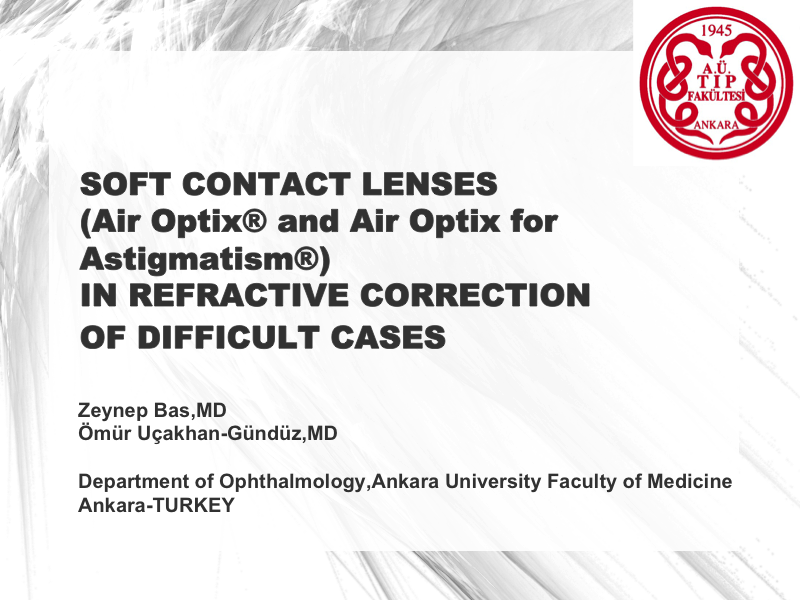 1945
A.Ü.
TIP
FAKÜLTESİ
ANKARA
SOFT CONTACT LENSES
(Air Optix® and Air Optix for
Astigmatism®)
IN REFRACTIVE CORRECTION
OF DIFFICULT CASES
Zeynep Bas,MD
Ömür Uçakhan-Gündüz,MD
Department of Ophthalmology,Ankara University Faculty of Medicine
Ankara-TURKEY